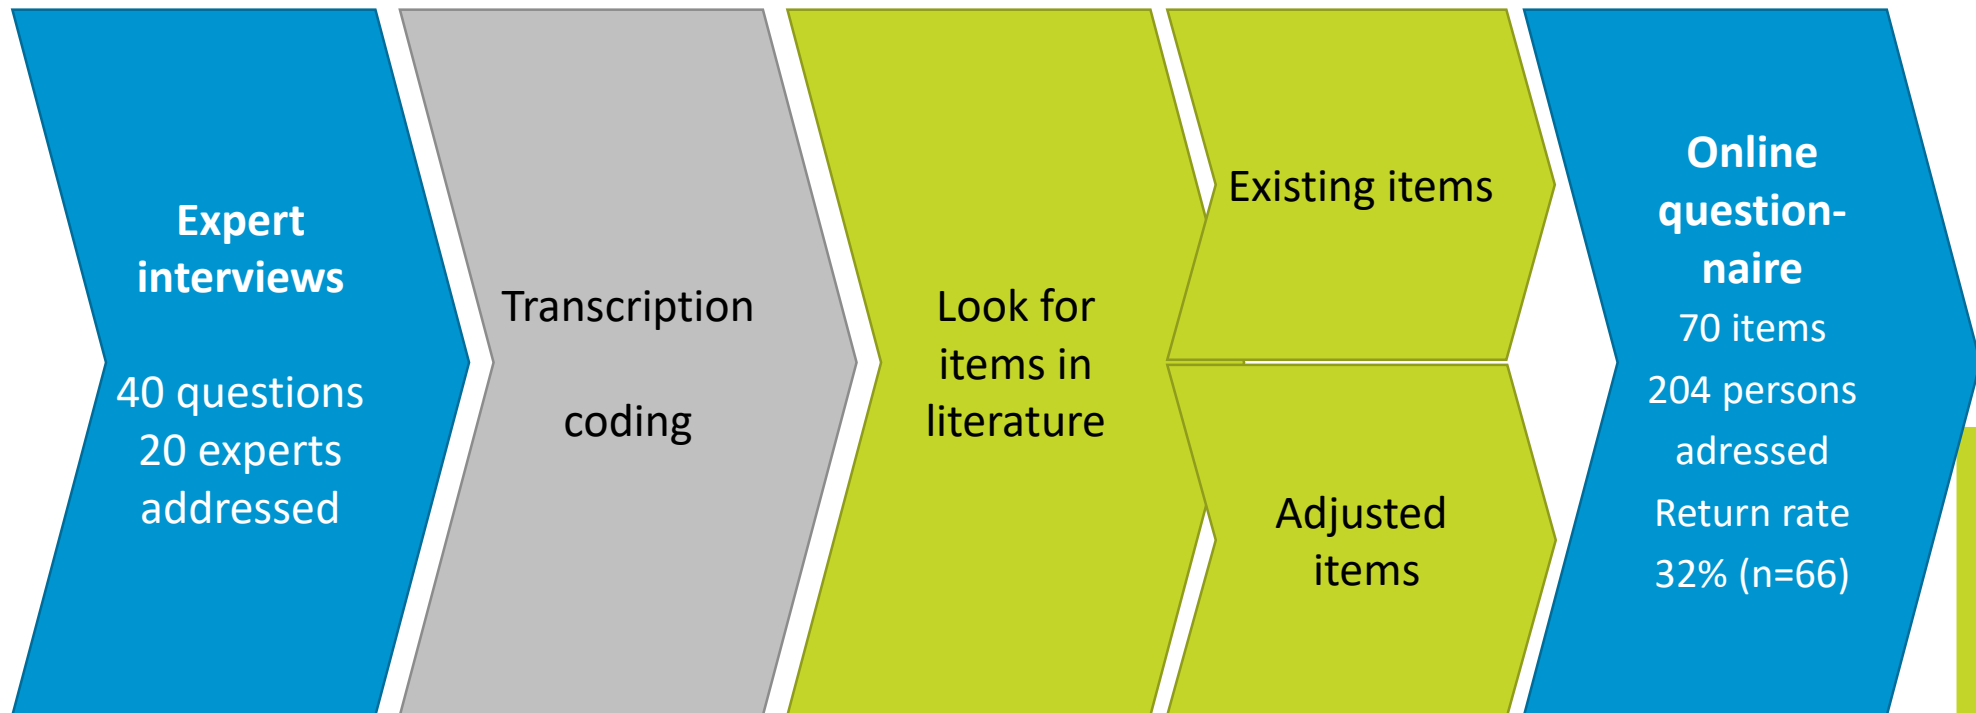 Expert
interviews
40 questions
20 experts
addressed
Transcription
coding
Look for
items in
literature
Existing items
Adjusted
items
Online
question-
naire
70 items
204 persons
adressed
Return rate
32% (n=66)